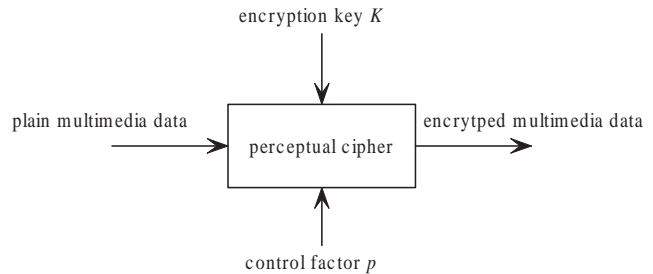 encryption key K
plain multimedia data
encrytped multimedia data
perceptual cipher
control factor p